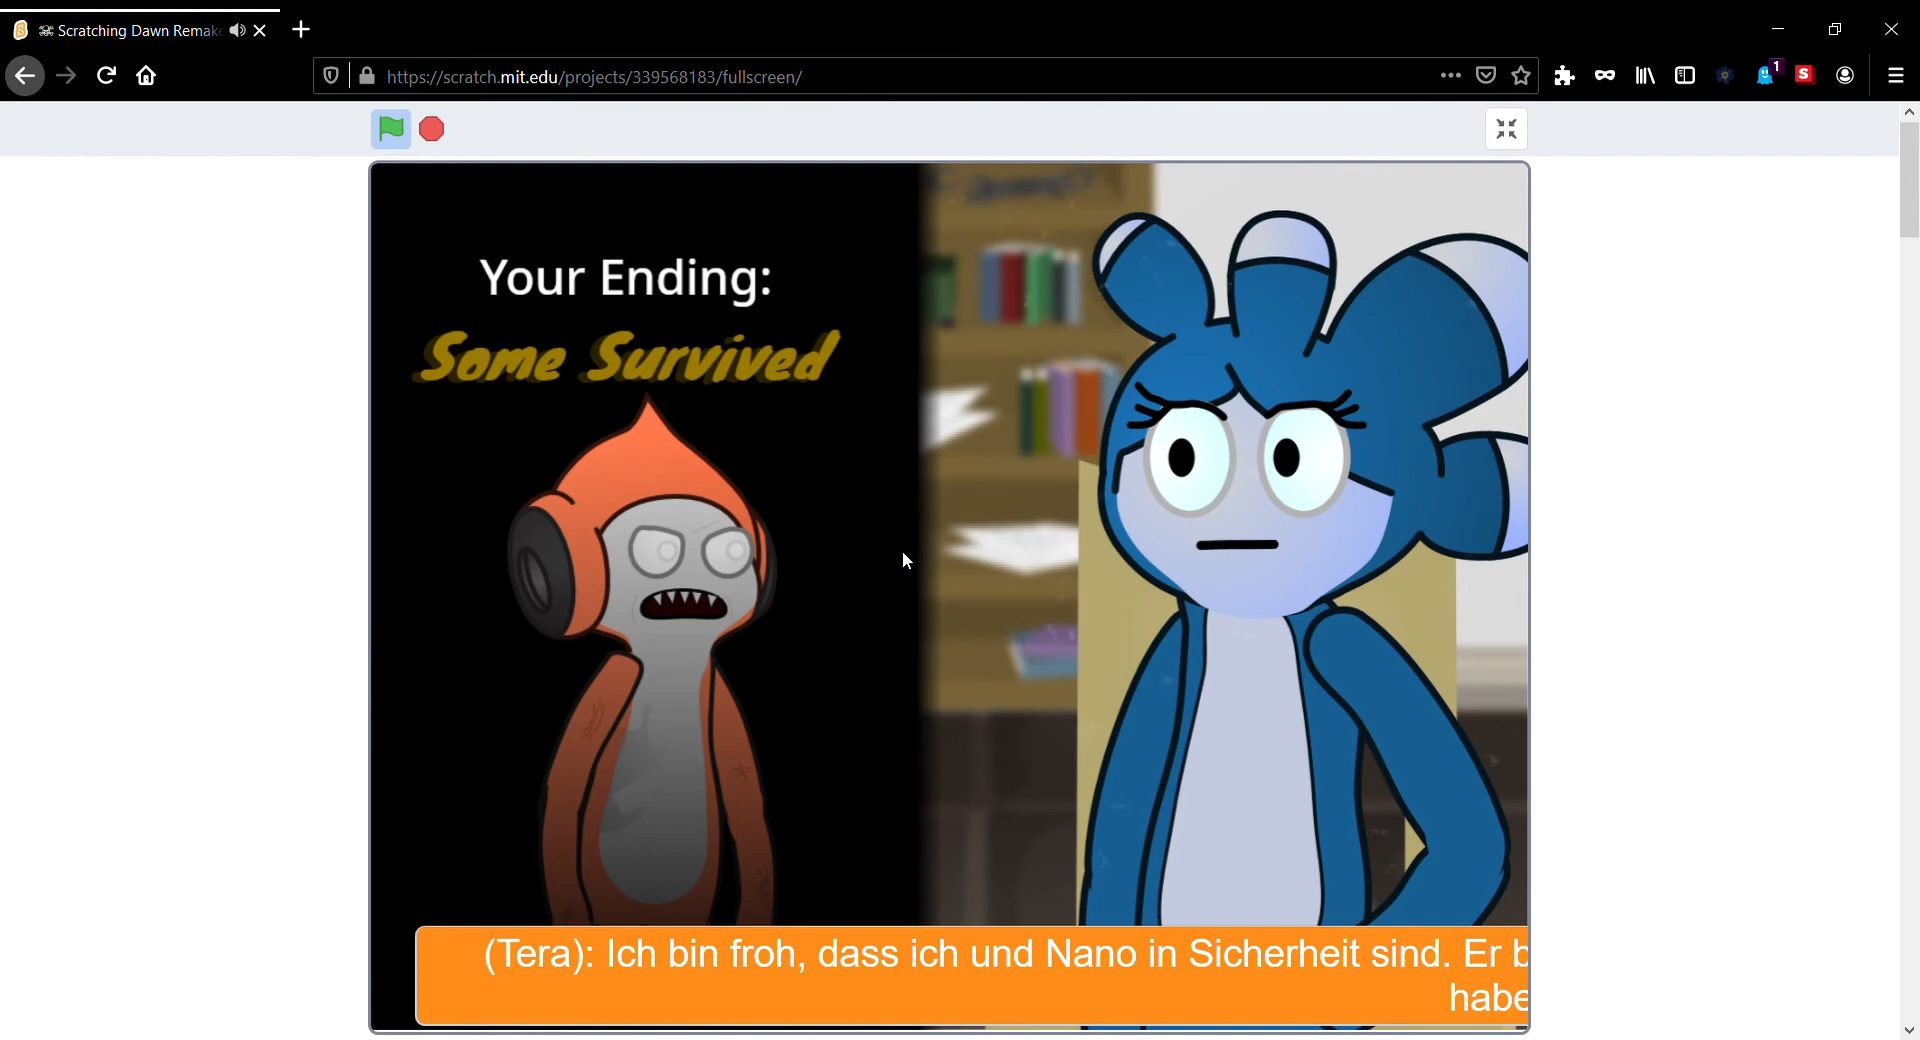 Scratching Dawn Remak
https://scratch.mit.edu/projects/339568183/fullscreen/
1
S
Your Ending:
Some Survived
(Tera): Ich bin froh, dass ich und Nano in Sicherheit sind. Er b
habe